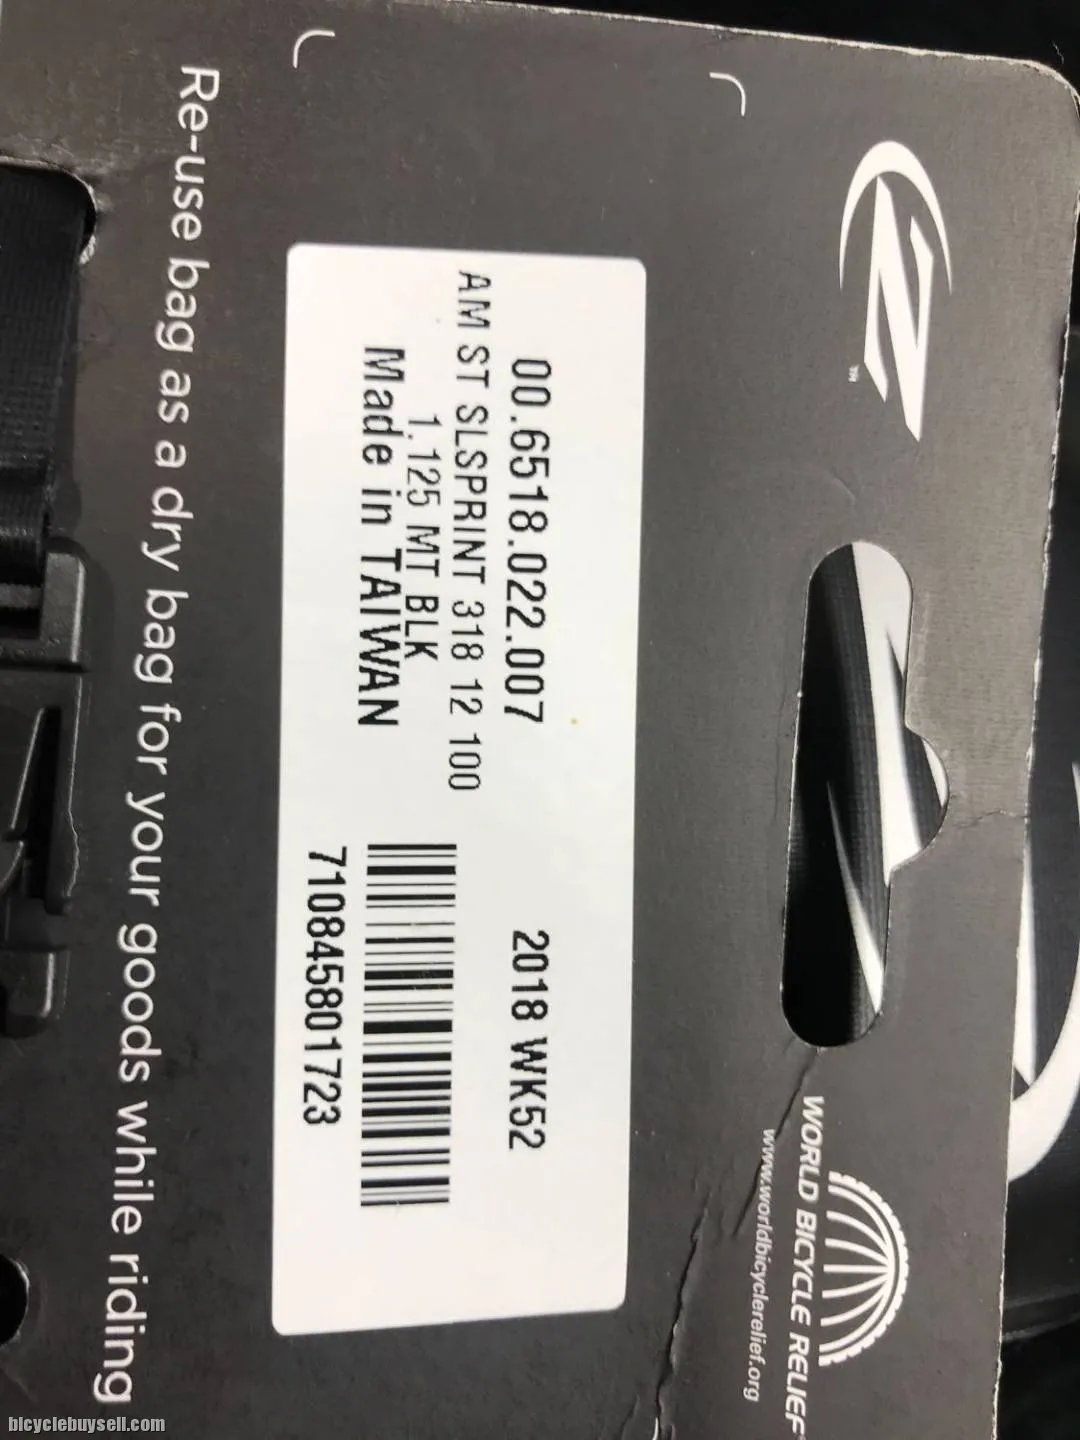 Z
TM
WORLD BICYCLE RELIEF
www.worldbicyclerelief.org
00.6518.022.007 2018 WK52
AM ST SLSPRINT 318 12 100
1.125 MT BLK
Made in TAIWAN
710845801723
Re-use bag as a dry bag for your goods while riding
bicyclebuysell.com